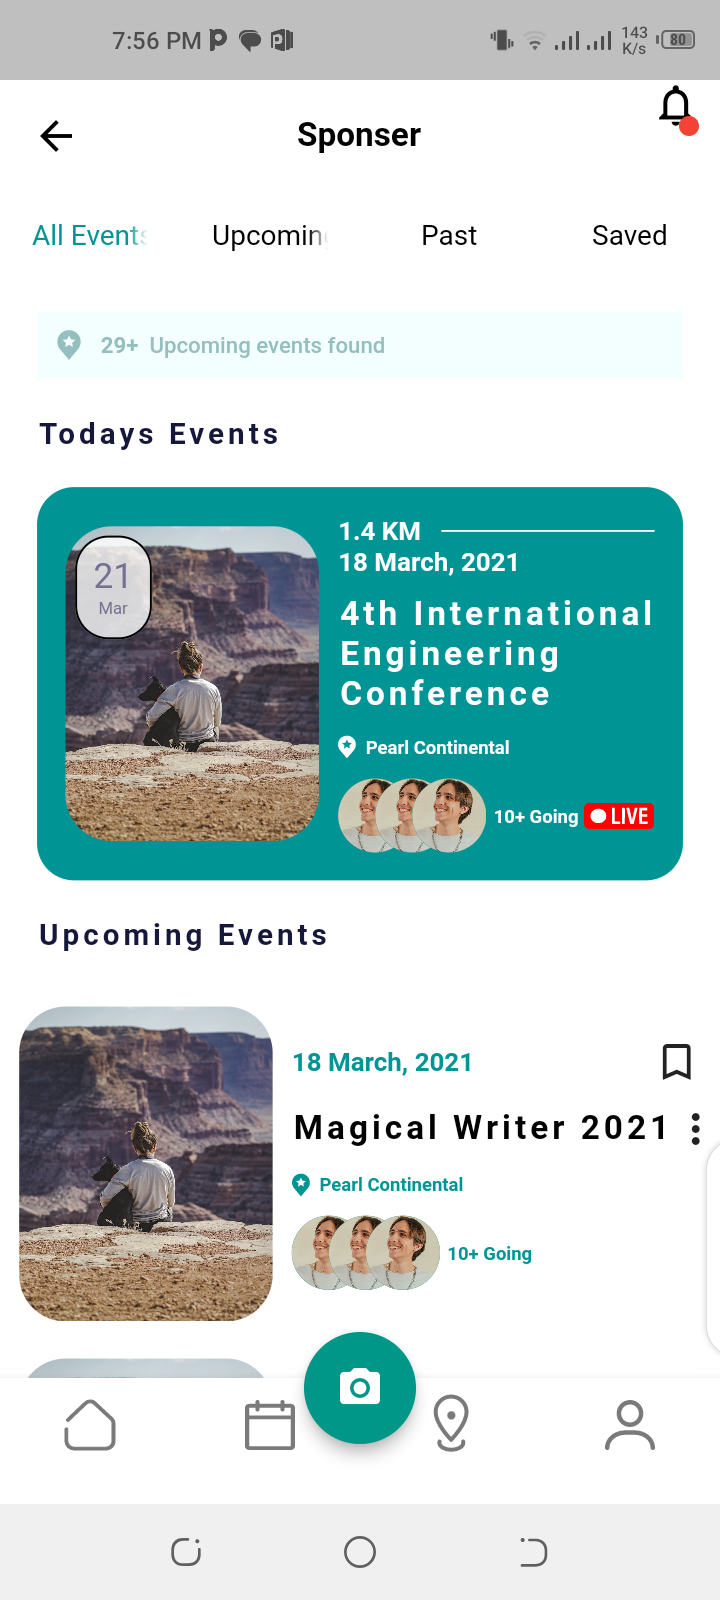 7:56 PM
143
K/s
80
Sponser
All Events Upcoming Past Saved
29+ Upcoming events found
Todays Events
21
Mar
1.4 KM
18 March, 2021
4th International
Engineering
Conference
Pearl Continental
10+ Going LIVE
Upcoming Events
18 March, 2021
Magical Writer 2021
Pearl Continental
10+ Going